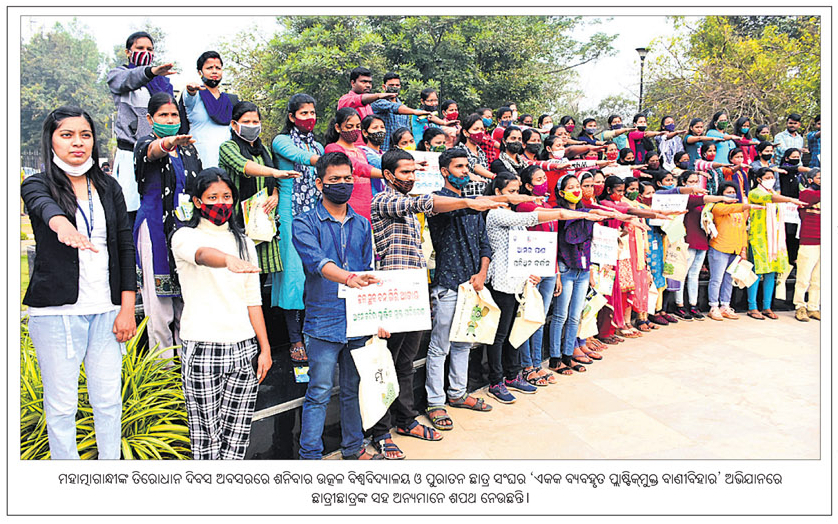 ମହାତ୍ମାଗାନ୍ଧୀଙ୍କ ତିରୋଧାନ ଦିବସ ଅବସରରେ ଶନିବାର ଉତ୍କଳ ବିଶ୍ୱବିଦ୍ୟାଳୟ ଓ ପୁରାତନ ଛାତ୍ର ସଂଘର ‘ଏକକ ବ୍ୟବହୃତ ପ୍ଲାଷ୍ଟିକ୍‌ମୁକ୍ତ ବାଣୀବିହାର’ ଅଭିଯାନରେ
ଛାତ୍ରୀଛାତ୍ରଙ୍କ ସହ ଅନ୍ୟମାନେ ଶପଥ ନେଉଛନ୍ତି।